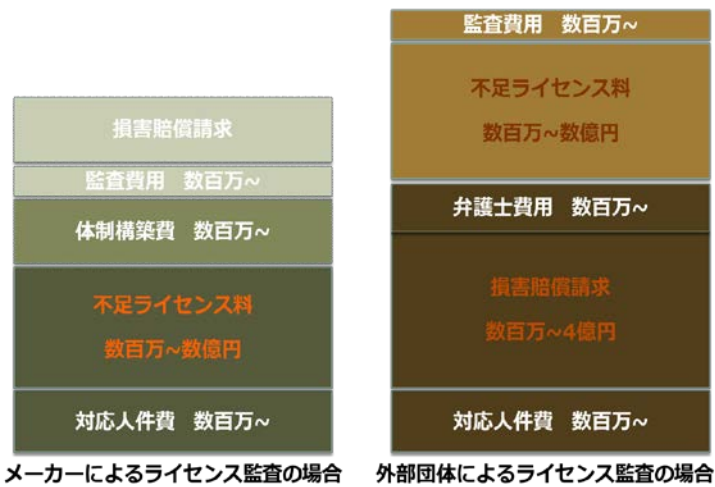 損害賠償請求
監査費用 数百万~
体制構築費 数百万~
不足ライセンス料
数百万~数億円
対応人件費 数百万~
メーカーによるライセンス監査の場合
監査費用 数百万~
不足ライセンス料
数百万~数億円
弁護士費用 数百万~
損害賠償請求
数百万~4億円
対応人件費 数百万~
外部団体によるライセンス監査の場合